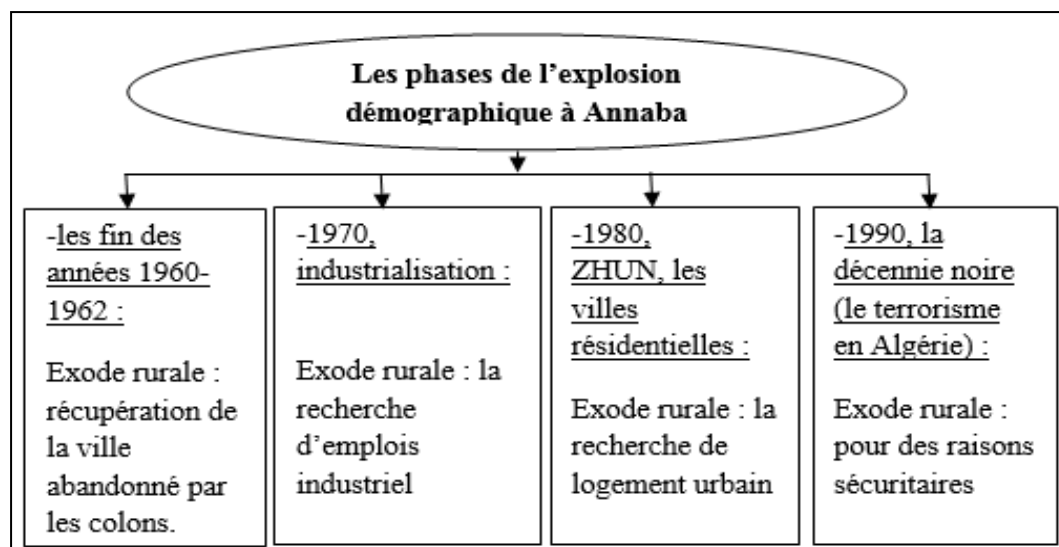 Les phases de l’explosion
démographique à Annaba
-les fin des
années 1960-
1962 :
Exode rurale :
récupération de
la ville
abandonné par
les colons.
-1970,
industrialisation :
Exode rurale : la
recherche
d’emplois
industriel
-1980,
ZHUN, les
villes
résidentielles :
Exode rurale : la
recherche de
logement urbain
-1990, la
décennie noire
(le terrorisme
en Algérie) :
Exode rurale :
pour des raisons
sécuritaires